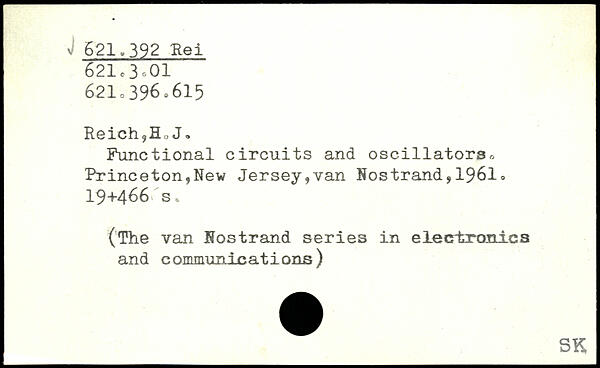 621.392 Rei
621.3.01
621.396.615
Reich,H.J.
Functional circuits and oscillators.
Princeton,New Jersey,van Nostrand,1961.
19+466 s.
(The van Nostrand series in electronics
and communications)
SK